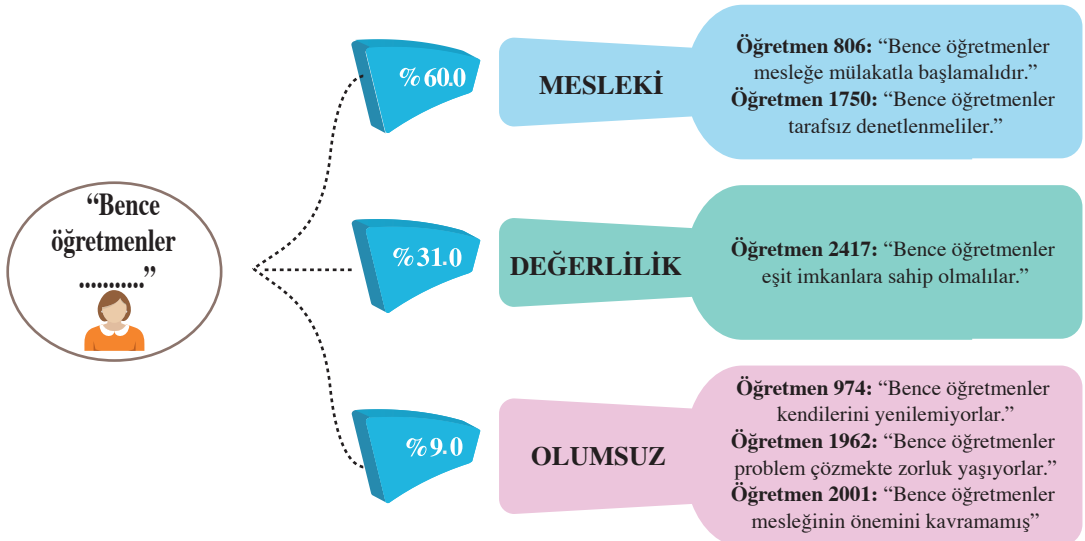 “Bence
öğretmenler
...........”
%60.0
MESLEKİ
Öğretmen 806: “Bence öğretmenler
mesleğe mülakatla başlamalıdır.”
Öğretmen 1750: “Bence öğretmenler
tarafsız denetlenmeliler.”
%31.0
DEĞERLİLİK
Öğretmen 2417: “Bence öğretmenler
eşit imkanlara sahip olmalılar.”
%9.0
OLUMSUZ
Öğretmen 974: “Bence öğretmenler
kendilerini yenilemiyorlar.”
Öğretmen 1962: “Bence öğretmenler
problem çözmekte zorluk yaşıyorlar.”
Öğretmen 2001: “Bence öğretmenler
mesleğinin önemini kavramamış”